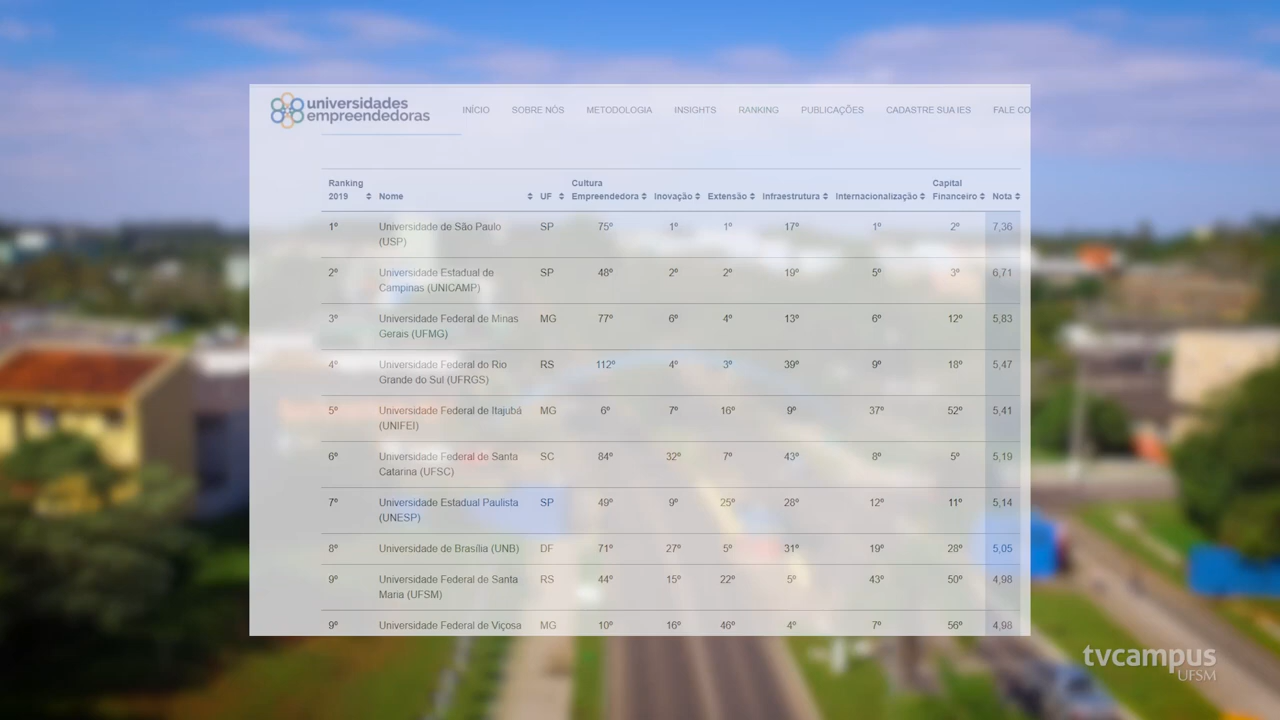 universidades
empreendedoras
INÍCIO SOBRE NÓS METODOLOGIA INSIGHTS RANKING PUBLICAÇÕES CADASTRE SUA IES FALE CO
Ranking 2019 Nome UF Cultura Empreendedora Inovação Extensão Infraestrutura Internacionalização Capital Financeiro Nota
1º Universidade de São Paulo SP 75º 1º 1º 17º 1º 2º 7,36
(USP)
2º Universidade Estadual de SP 48º 2º 2º 19º 5º 3º 6,71
Campinas (UNICAMP)
3º Universidade Federal de Minas MG 77º 6º 4º 13º 6º 12º 5,83
Gerais (UFMG)
4º Universidade Federal do Rio RS 112º 4º 3º 39º 9º 18º 5,47
Grande do Sul (UFRGS)
5º Universidade Federal de Itajubá MG 6º 7º 16º 9º 37º 52º 5,41
(UNIFEI)
6º Universidade Federal de Santa SC 84º 32º 7º 43º 8º 5º 5,19
Catarina (UFSC)
7º Universidade Estadual Paulista SP 49º 9º 25º 28º 12º 11º 5,14
(UNESP)
8º Universidade de Brasília (UNB) DF 71º 27º 5º 31º 19º 28º 5,05
9º Universidade Federal de Santa RS 44º 15º 22º 5º 43º 50º 4,98
Maria (UFSM)
9º Universidade Federal de Viçosa MG 10º 16º 46º 4º 7º 56º 4,98
tvcampus
UFSM